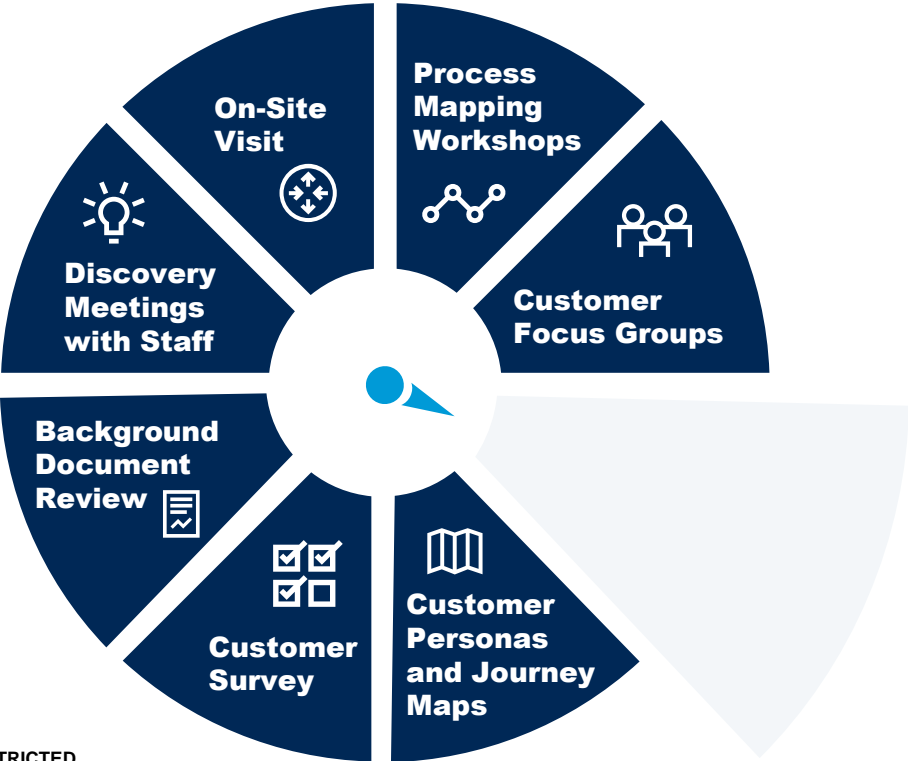 Process
Mapping
Workshops
On-Site
Visit
Discovery
Meetings
with Staff
Customer
Focus Groups
Background
Document
Review
Customer
Personas
and Journey
Maps
Customer
Survey
TRICTED